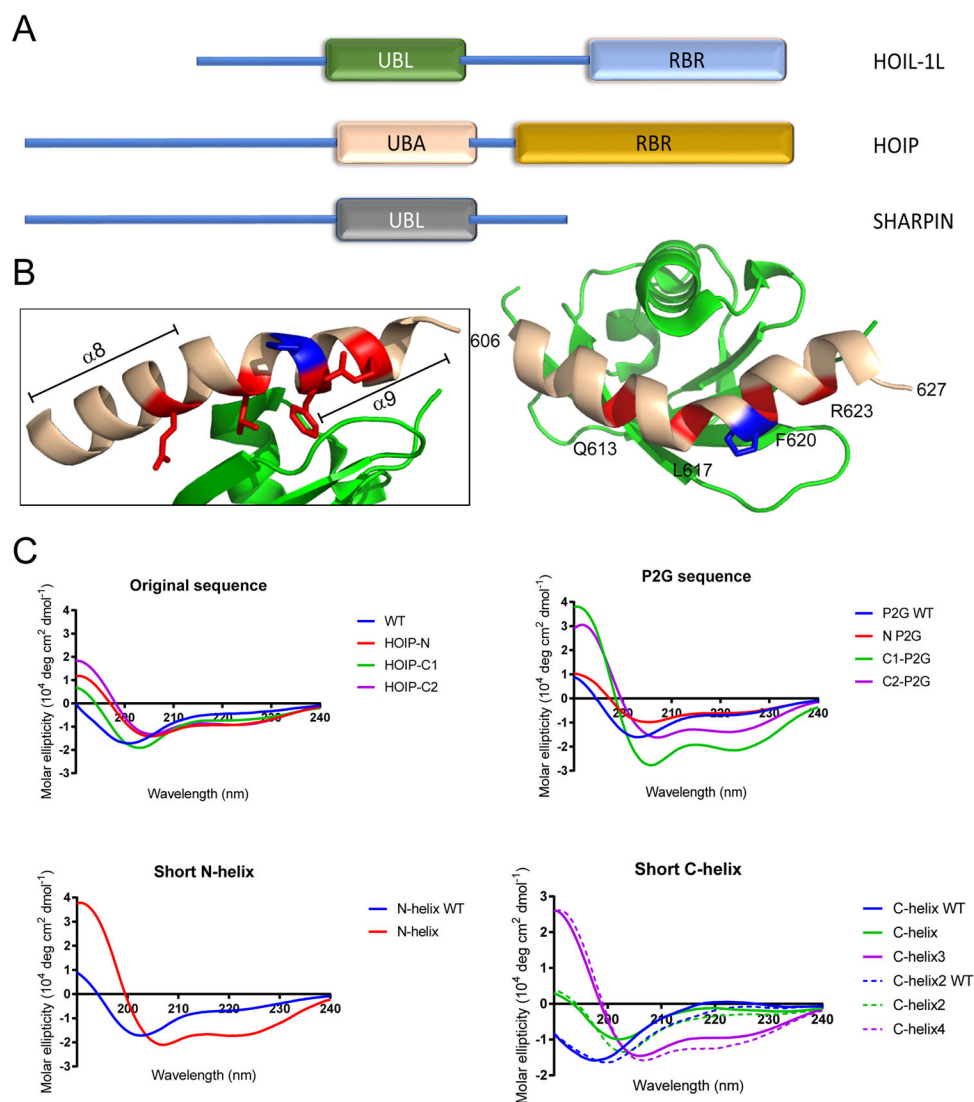 A
UBL
RBR
HOIL-1L
UBA
RBR
HOIP
UBL
SHARPIN
B
α8
α9
606
627
R623
F620
Q613
L617
C
Original sequence
Molar ellipticity (10⁴ deg cm² dmol⁻¹)
4
3
2
1
0
-1
-2
-3
200
210
220
230
240
Wavelength (nm)
WT
HOIP-N
HOIP-C1
HOIP-C2
P2G sequence
Molar ellipticity (10⁴ deg cm² dmol⁻¹)
4
3
2
1
0
-1
-2
-3
200
210
220
230
240
Wavelength (nm)
P2G WT
N P2G
C1-P2G
C2-P2G
Short N-helix
Molar ellipticity (10⁴ deg cm² dmol⁻¹)
4
3
2
1
0
-1
-2
-3
200
210
220
230
240
Wavelength (nm)
N-helix WT
N-helix
Short C-helix
Molar ellipticity (10⁴ deg cm² dmol⁻¹)
3
2
1
0
-1
-2
200
210
220
230
240
Wavelength (nm)
C-helix WT
C-helix
C-helix3
C-helix2 WT
C-helix2
C-helix4